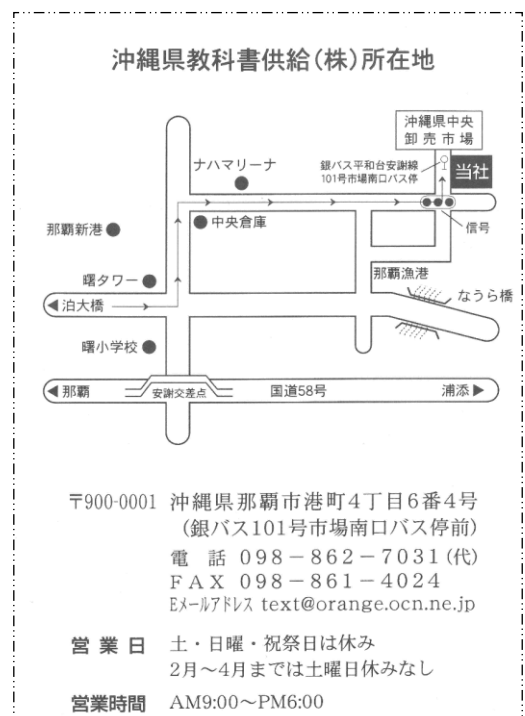 沖縄県教科書供給(株)所在地
沖縄県中央
卸売市場
ナハマリーナ
銀バス平和台安謝線
101号市場南口バス停
当社
那覇新港
中央倉庫
信号
曙タワー
那覇漁港
なうら橋
◀泊大橋
曙小学校
◀那覇
安謝交差点
国道58号
浦添▶
〒900-0001 沖縄県那覇市港町4丁目6番4号
(銀バス101号市場南口バス停前)
電 話 098−862−7031(代)
FAX 098−861−4024
Eメールアドレス text@orange.ocn.ne.jp
営業日 土・日曜・祝祭日は休み
2月〜4月までは土曜日休みなし
営業時間 AM9:00〜PM6:00